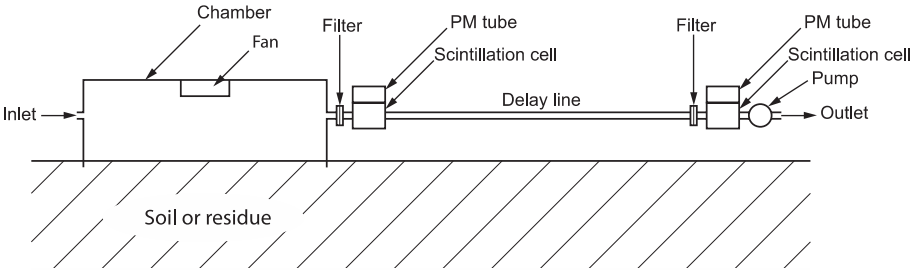 Chamber
Fan
Filter
PM tube
Scintillation cell
Filter
PM tube
Scintillation cell
Pump
Inlet
Delay line
Outlet
Soil or residue